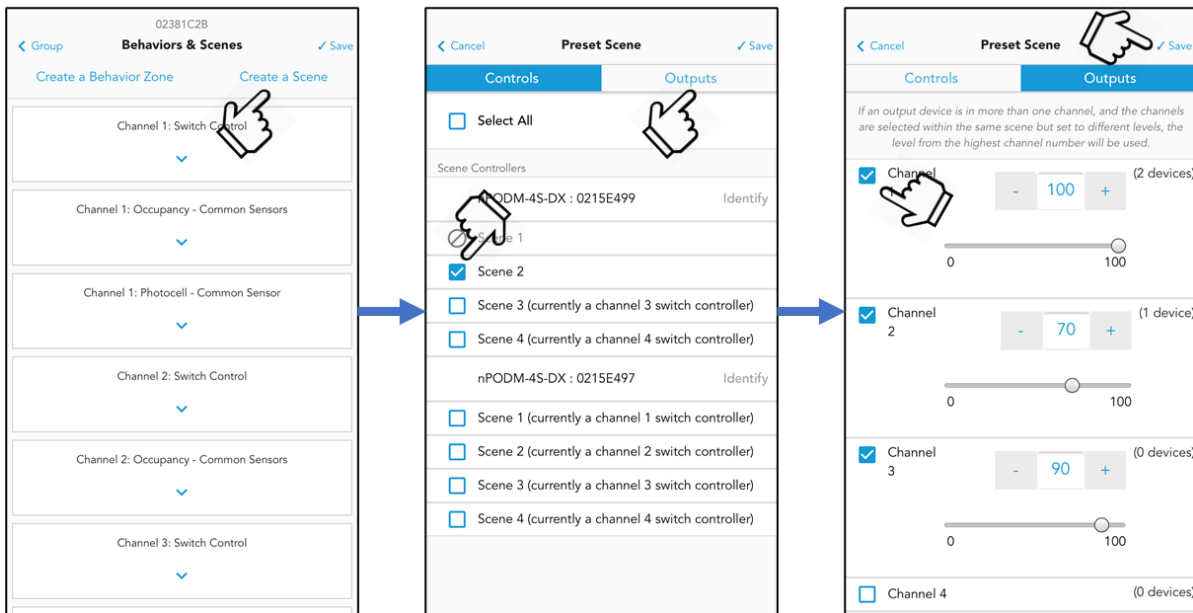 02381C2B
Group
Behaviors & Scenes
✓ Save
Create a Behavior Zone
Create a Scene
Channel 1: Switch Control
Channel 1: Occupancy - Common Sensors
Channel 1: Photocell - Common Sensor
Channel 2: Switch Control
Channel 2: Occupancy - Common Sensors
Channel 3: Switch Control
Cancel
Preset Scene
✓ Save
Controls
Outputs
Select All
Scene Controllers
nPODM-4S-DX : 0215E499
Identify
Scene 1
Scene 2
Scene 3 (currently a channel 3 switch controller)
Scene 4 (currently a channel 4 switch controller)
nPODM-4S-DX : 0215E497
Identify
Scene 1 (currently a channel 1 switch controller)
Scene 2 (currently a channel 2 switch controller)
Scene 3 (currently a channel 3 switch controller)
Scene 4 (currently a channel 4 switch controller)
Cancel
Preset Scene
✓ Save
Controls
Outputs
If an output device is in more than one channel, and the channels
are selected within the same scene but set to different levels, the
level from the highest channel number will be used.
Channel
- 100 +
(2 devices)
0
100
Channel
2
- 70 +
(1 device)
0
100
Channel
3
- 90 +
(0 devices)
0
100
Channel 4
(0 devices)